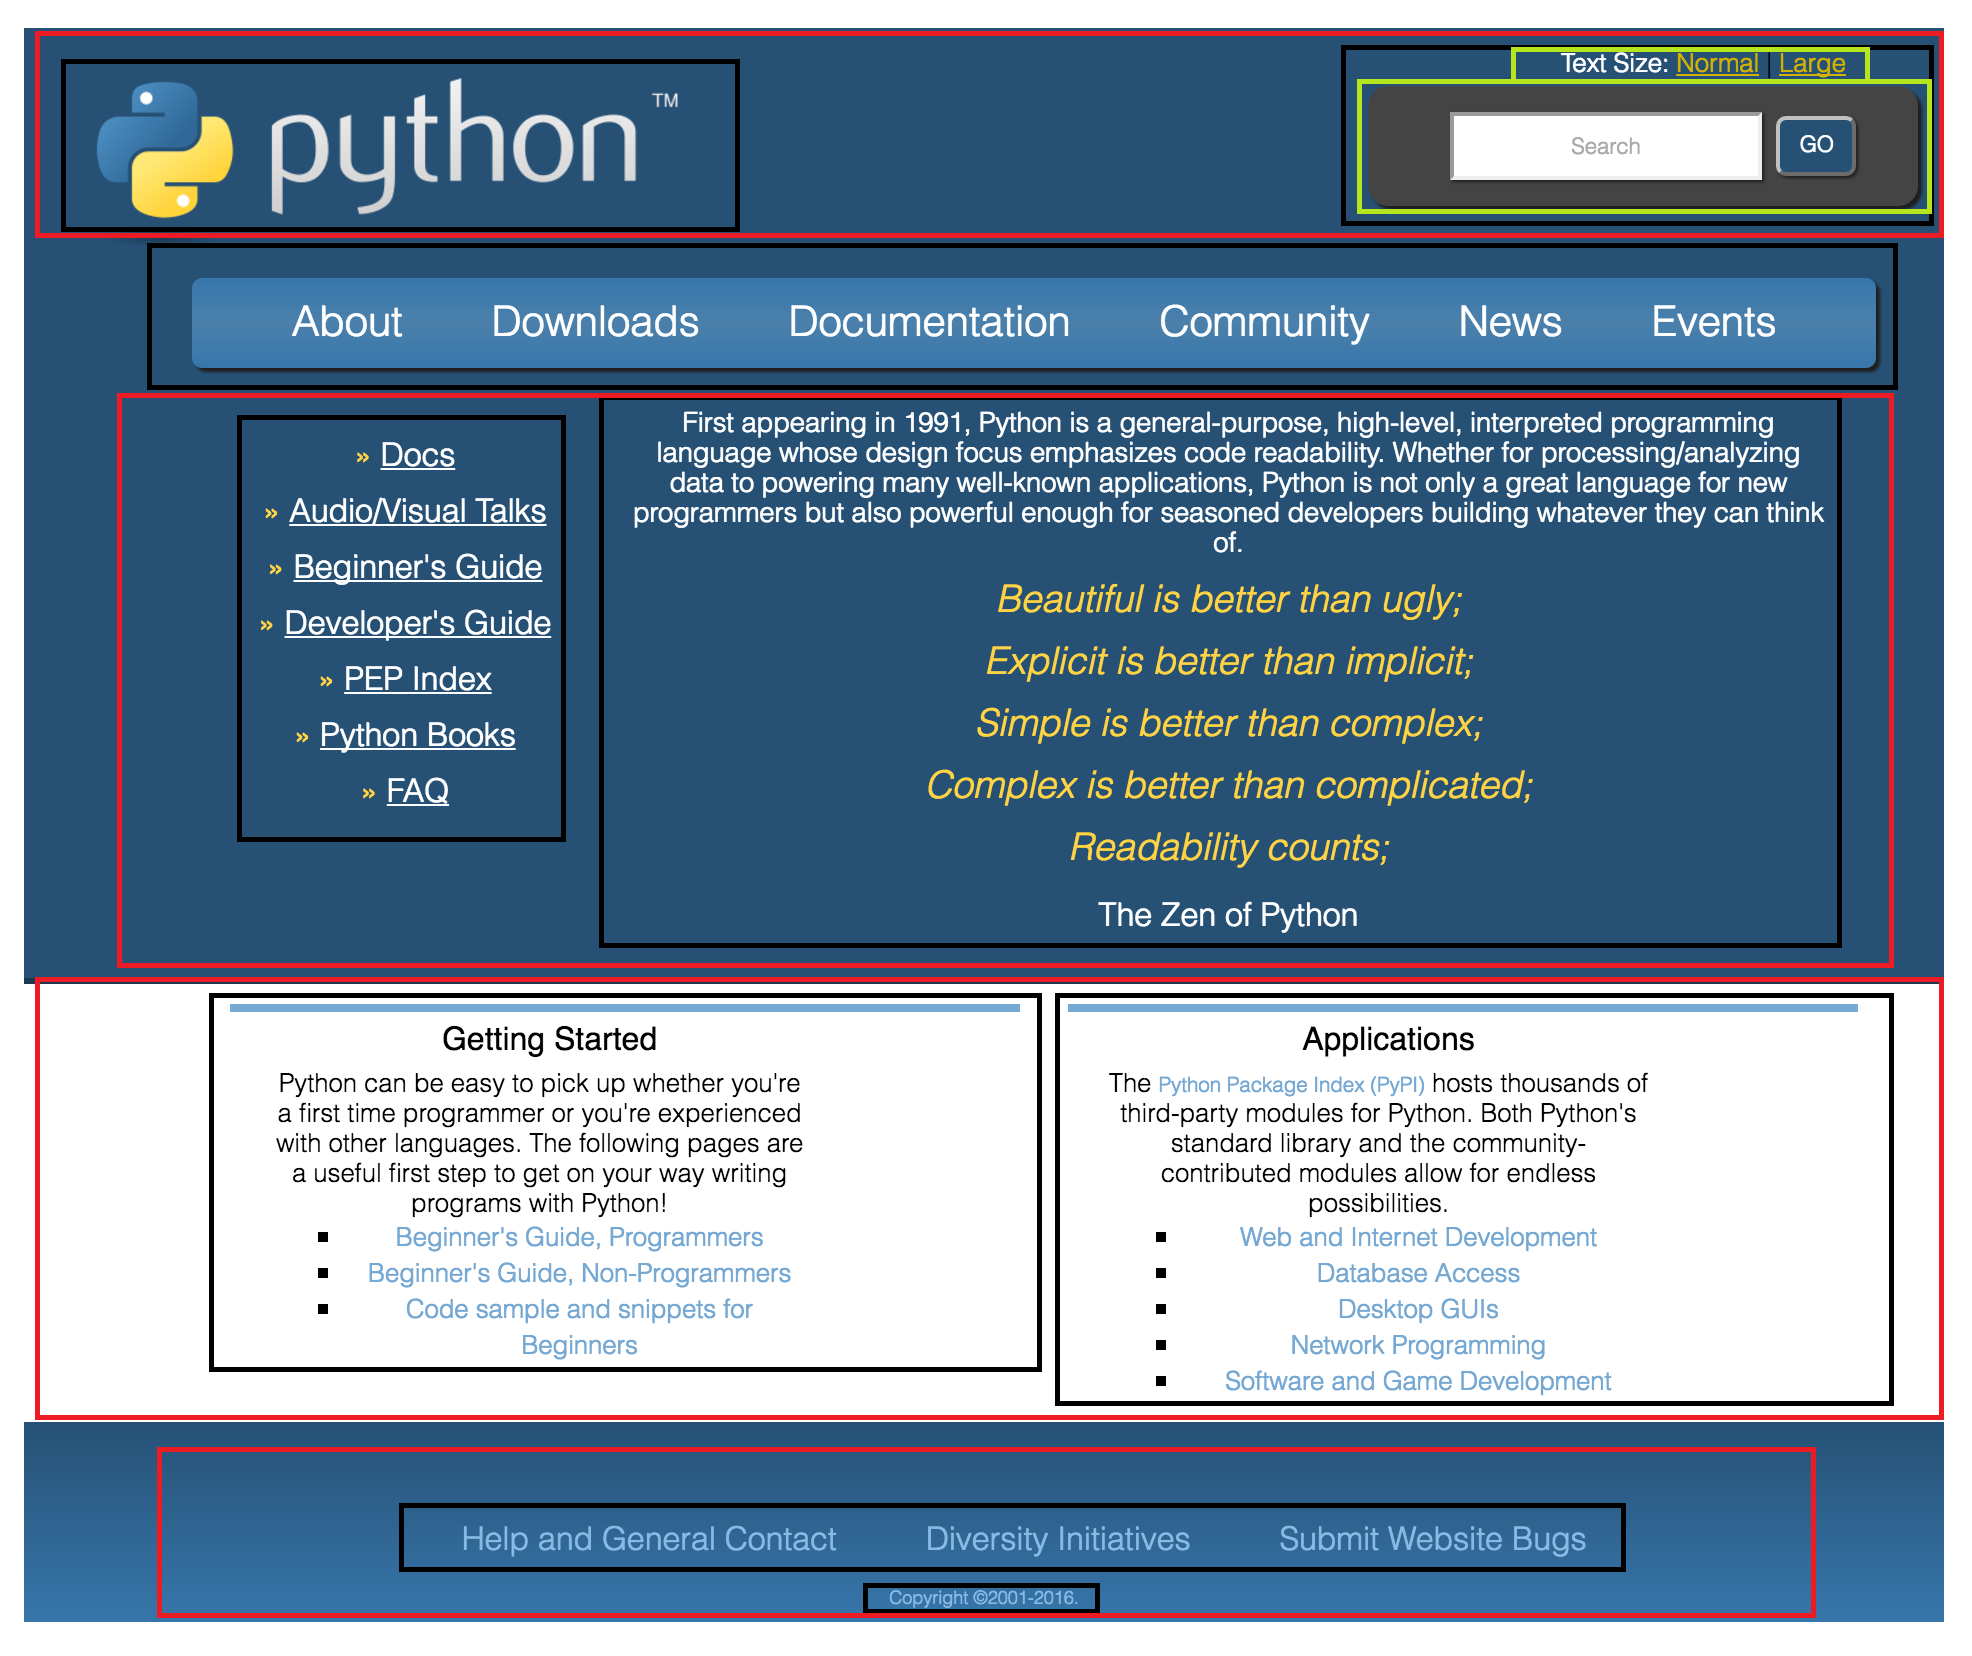 python™
Text Size: Normal | Large
Search
GO
About Downloads Documentation Community News Events
» Docs
» Audio/Visual Talks
» Beginner's Guide
» Developer's Guide
» PEP Index
» Python Books
» FAQ
First appearing in 1991, Python is a general-purpose, high-level, interpreted programming
language whose design focus emphasizes code readability. Whether for processing/analyzing
data to powering many well-known applications, Python is not only a great language for new
programmers but also powerful enough for seasoned developers building whatever they can think
of.
Beautiful is better than ugly;
Explicit is better than implicit;
Simple is better than complex;
Complex is better than complicated;
Readability counts;
The Zen of Python
Getting Started
Python can be easy to pick up whether you're
a first time programmer or you're experienced
with other languages. The following pages are
a useful first step to get on your way writing
programs with Python!
Beginner's Guide, Programmers
Beginner's Guide, Non-Programmers
Code sample and snippets for
Beginners
Applications
The Python Package Index (PyPI) hosts thousands of
third-party modules for Python. Both Python's
standard library and the community-
contributed modules allow for endless
possibilities.
Web and Internet Development
Database Access
Desktop GUIs
Network Programming
Software and Game Development
Help and General Contact Diversity Initiatives Submit Website Bugs
Copyright ©2001-2016.